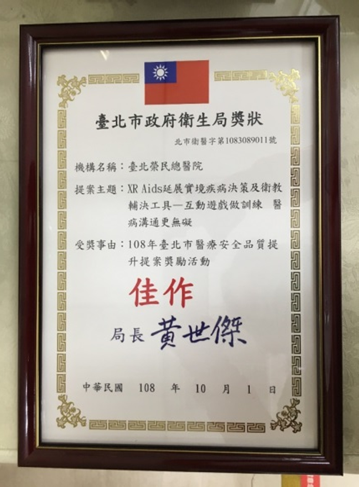 臺北市政府衛生局獎狀
北市衛醫字第1083089011號
機構名稱：臺北榮民總醫院
提案主題：XR Aids延展實境疾病決策及衛教
輔決工具—互動遊戲做訓練 醫
病溝通更無礙
受獎事由：108年臺北市醫療安全品質提
升提案獎勵活動
佳作
局長 黃世傑
中華民國 108 年 10 月 1 日